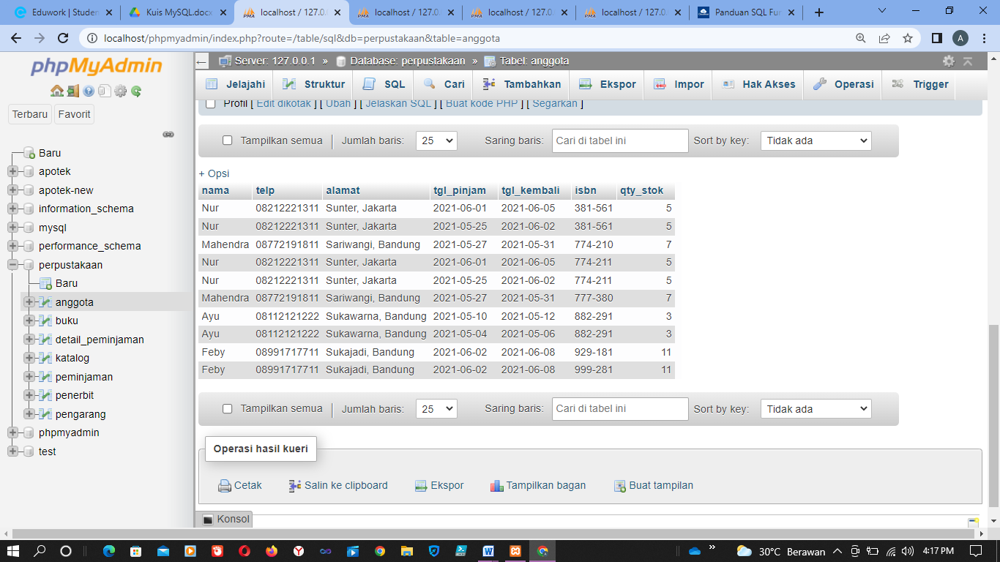 Eduwork | Studen
Kuis MySQL.docx
localhost / 127.0.
localhost / 127.0.
localhost / 127.0.
localhost / 127.0.
Panduan SQL Fur
localhost/phpmyadmin/index.php?route=/table/sql&db=perpustakaan&table=anggota
A
phpMyAdmin
Terbaru Favorit
Baru
apotek
apotek-new
information_schema
mysql
performance_schema
perpustakaan
Baru
anggota
buku
detail_peminjaman
katalog
peminjaman
penerbit
pengarang
phpmyadmin
test
Server: 127.0.0.1 » Database: perpustakaan » Tabel: anggota
Jelajahi Struktur SQL Cari Tambahkan Ekspor Impor Hak Akses Operasi Trigger
Profil [ Edit dikotak ] [ Ubah ] [ Jelaskan SQL ] [ Buat kode PHP ] [ Segarkan ]
Tampilkan semua Jumlah baris: 25 Saring baris: Cari di tabel ini Sort by key: Tidak ada
+ Opsi
nama telp alamat tgl_pinjam tgl_kembali isbn qty_stok
Nur 08212221311 Sunter, Jakarta 2021-06-01 2021-06-05 381-561 5
Nur 08212221311 Sunter, Jakarta 2021-05-25 2021-06-02 381-561 5
Mahendra 08772191811 Sariwangi, Bandung 2021-05-27 2021-05-31 774-210 7
Nur 08212221311 Sunter, Jakarta 2021-06-01 2021-06-05 774-211 5
Nur 08212221311 Sunter, Jakarta 2021-05-25 2021-06-02 774-211 5
Mahendra 08772191811 Sariwangi, Bandung 2021-05-27 2021-05-31 777-380 7
Ayu 08112121222 Sukawarna, Bandung 2021-05-10 2021-05-12 882-291 3
Ayu 08112121222 Sukawarna, Bandung 2021-05-04 2021-05-06 882-291 3
Feby 08991717711 Sukajadi, Bandung 2021-06-02 2021-06-08 929-181 11
Feby 08991717711 Sukajadi, Bandung 2021-06-02 2021-06-08 999-281 11
Tampilkan semua Jumlah baris: 25 Saring baris: Cari di tabel ini Sort by key: Tidak ada
Operasi hasil kueri
Cetak Salin ke clipboard Ekspor Tampilkan bagan Buat tampilan
Konsol
30°C Berawan 4:17 PM